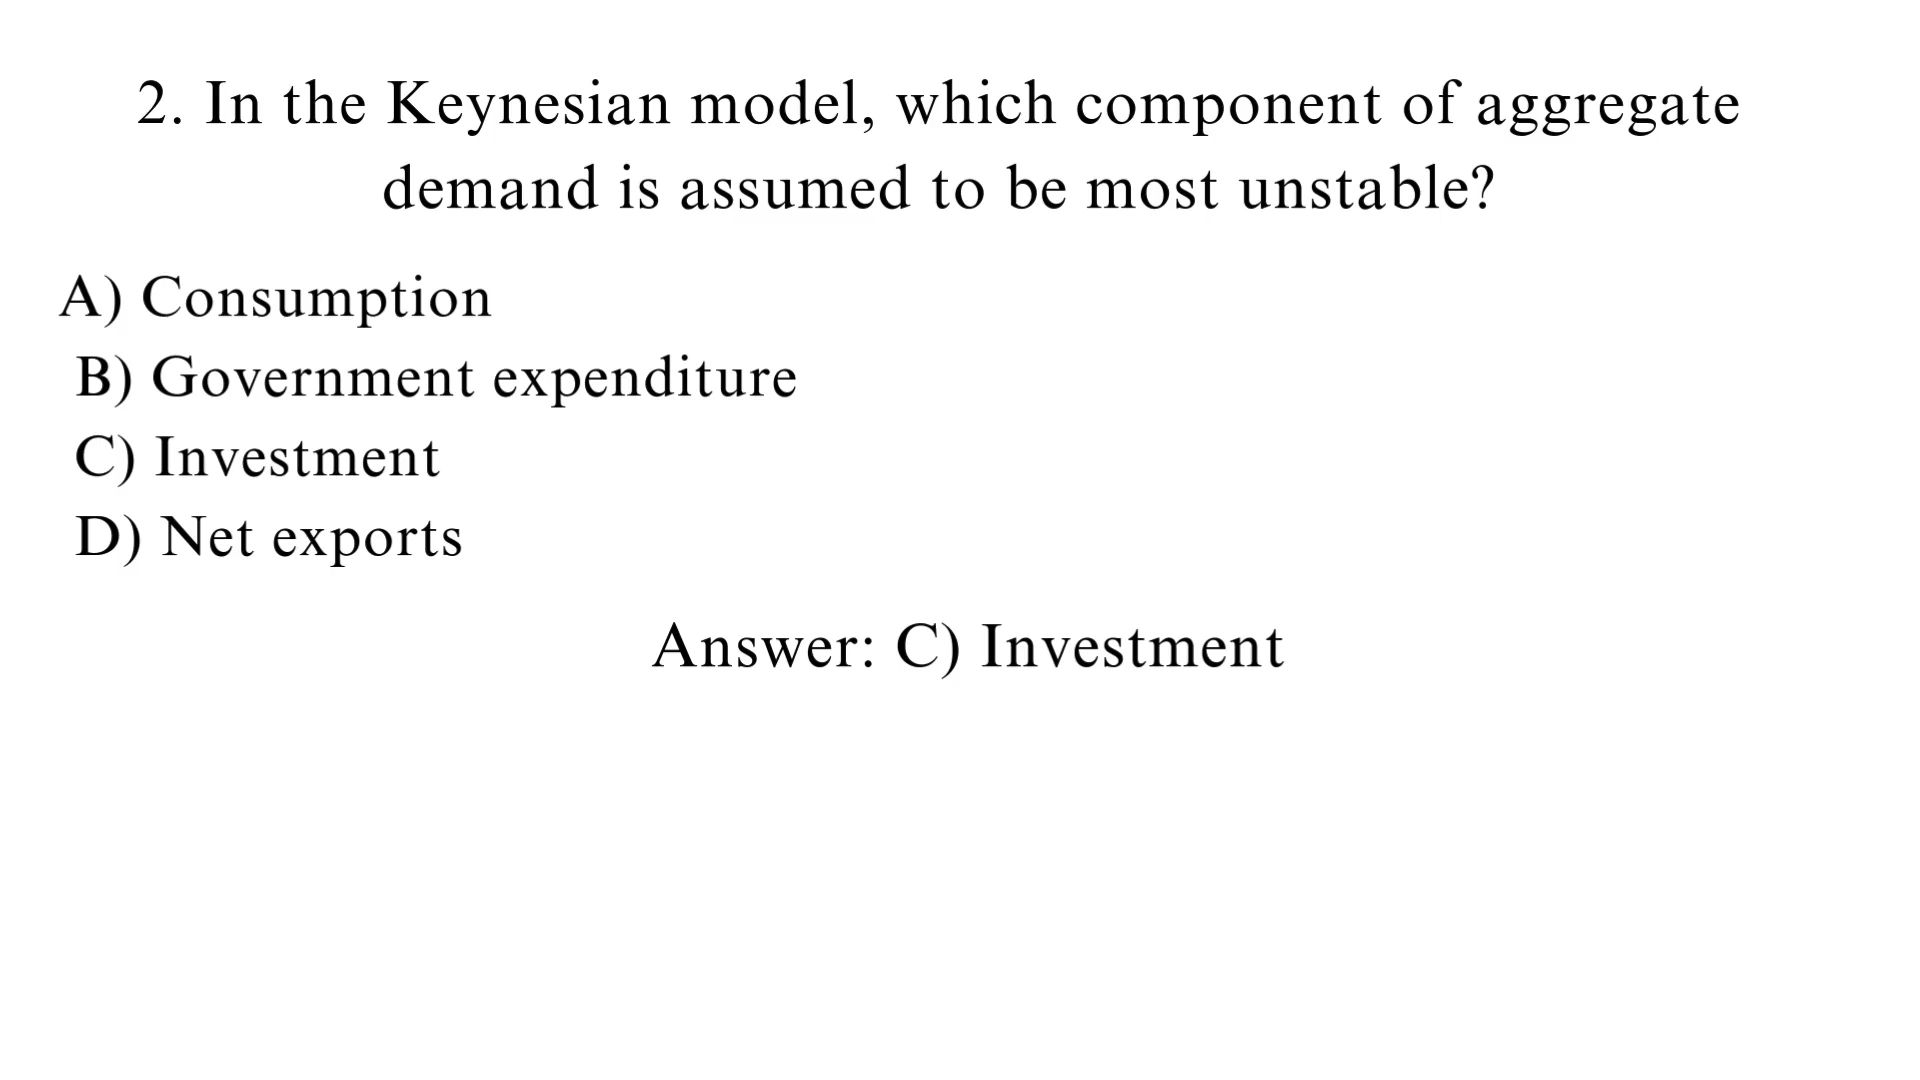 2. In the Keynesian model, which component of aggregate
demand is assumed to be most unstable?
A) Consumption
B) Government expenditure
C) Investment
D) Net exports
Answer: C) Investment